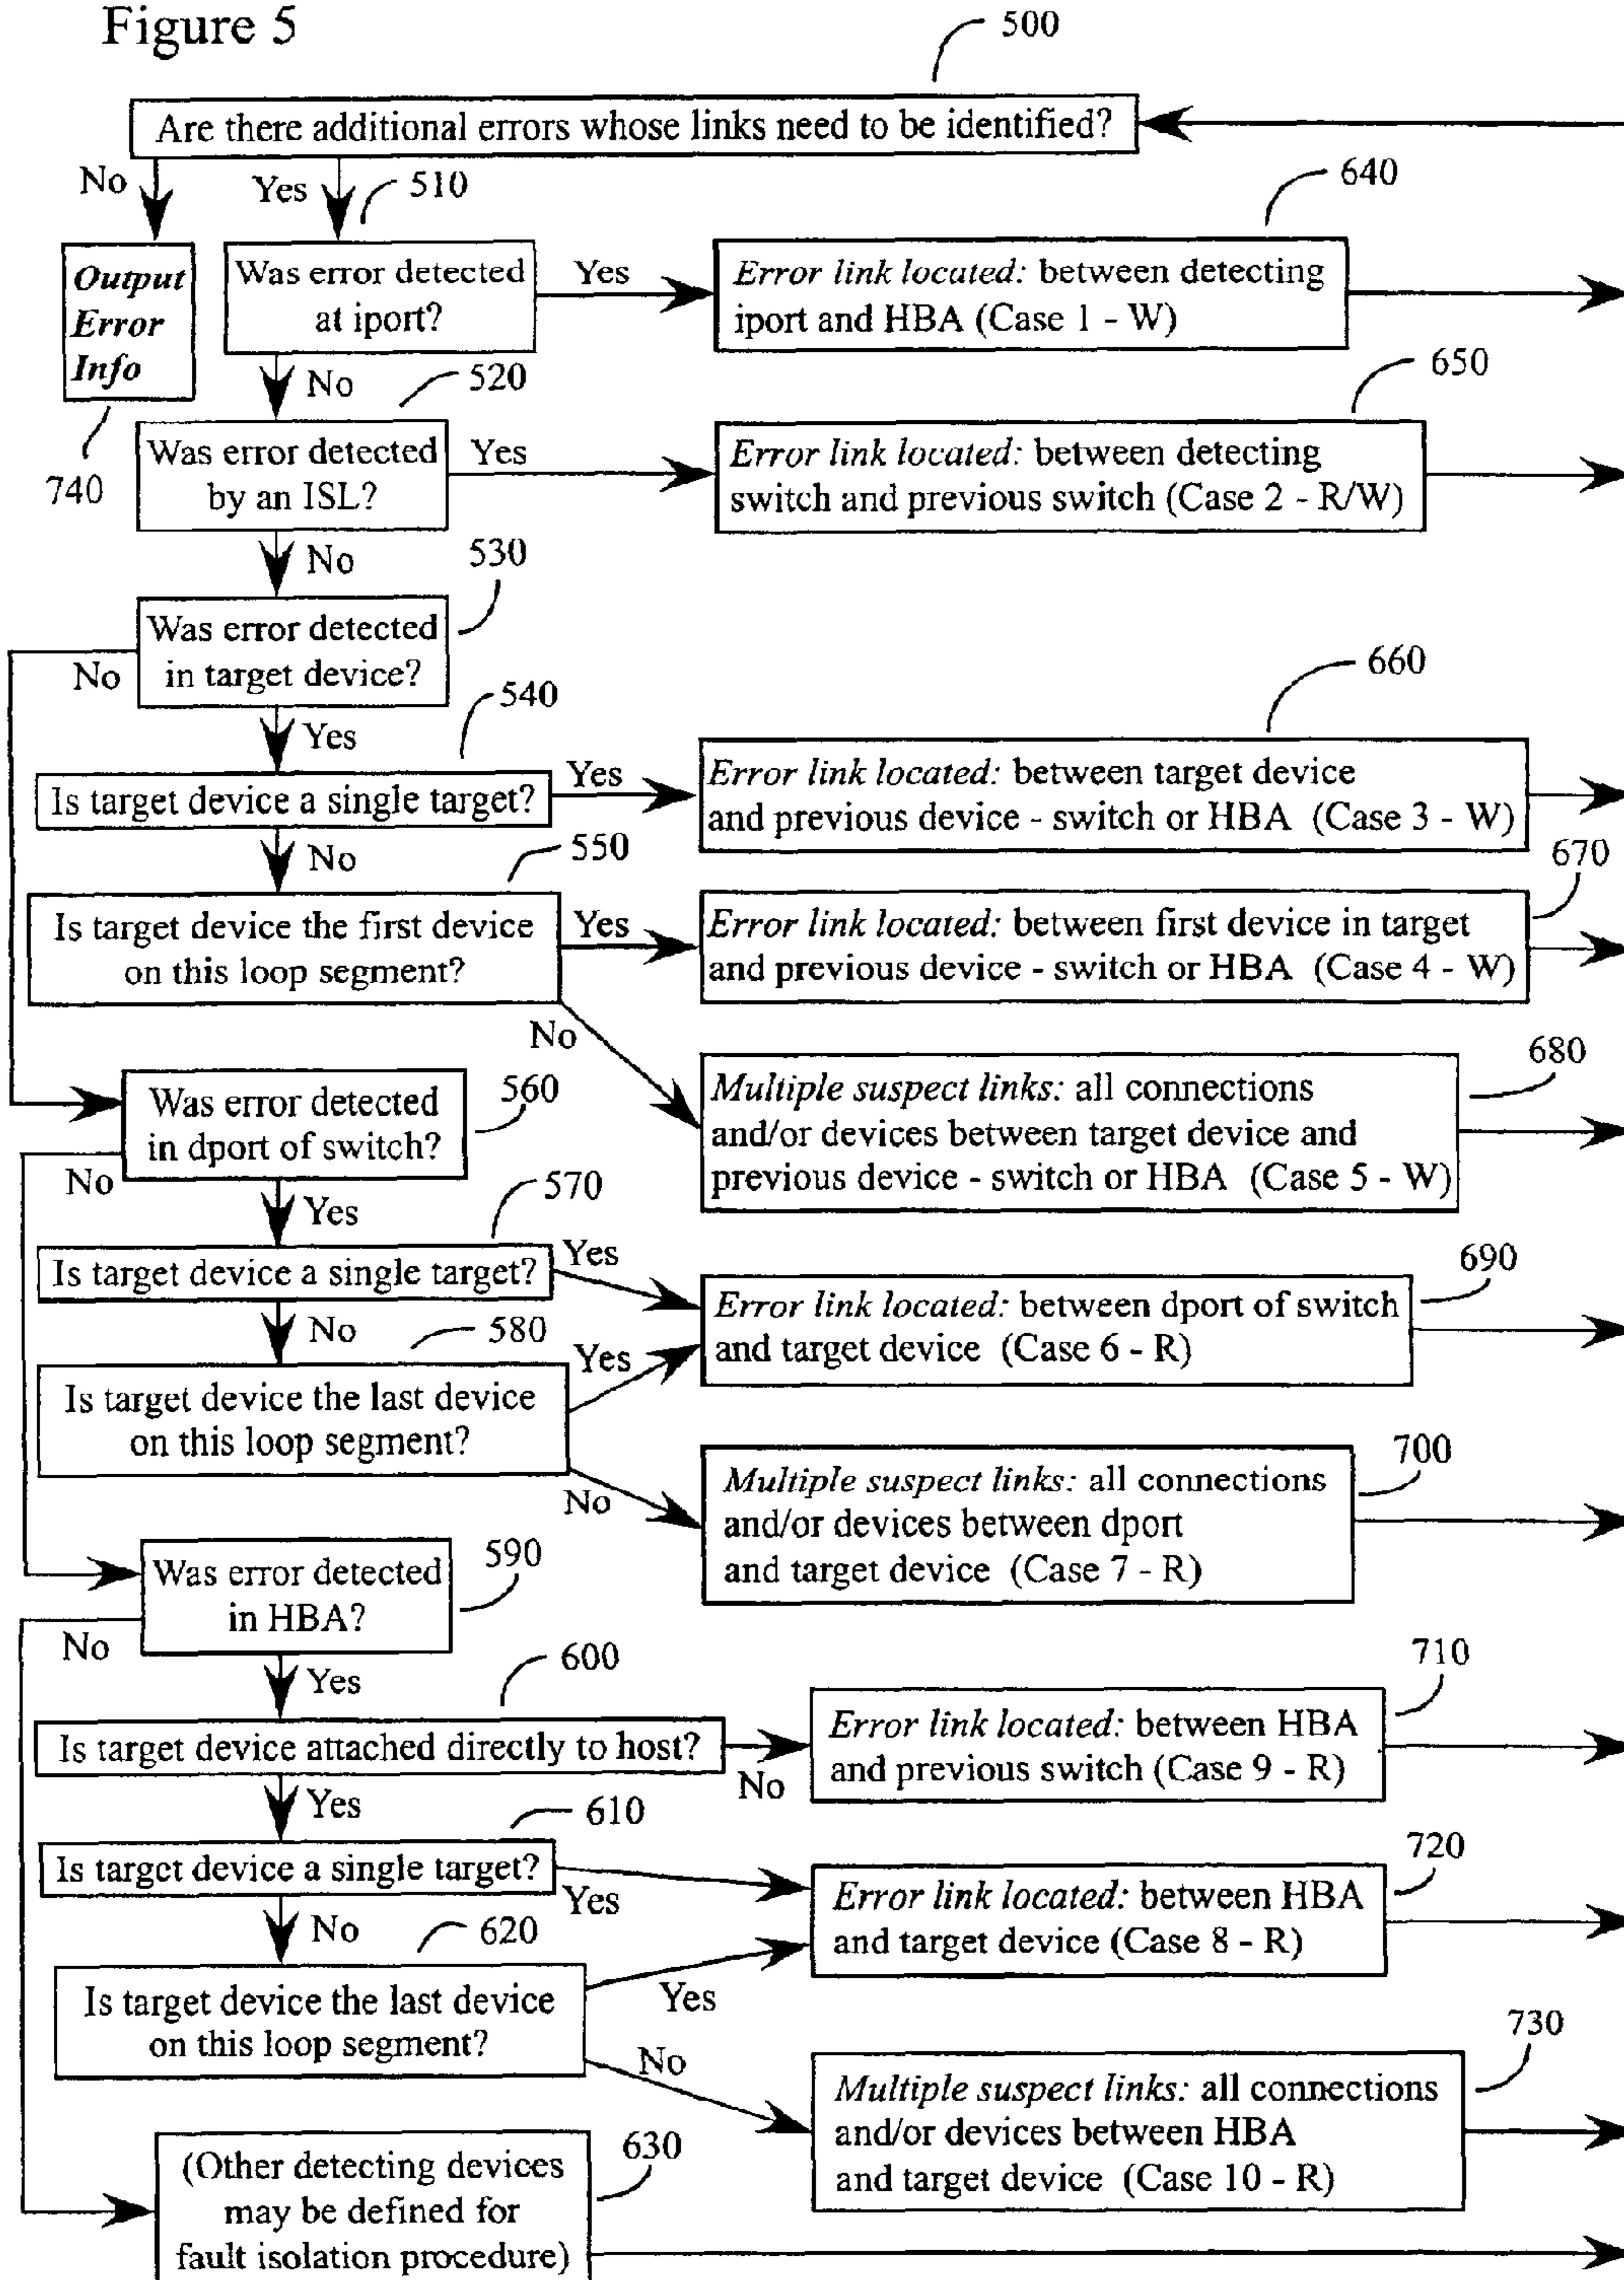 Figure 5
500
Are there additional errors whose links need to be identified?
No
Yes
510
640
Output
Error
Info
740
Was error detected
at iport?
Yes
Error link located: between detecting
iport and HBA (Case 1 - W)
No
520
650
Was error detected
by an ISL?
Yes
Error link located: between detecting
switch and previous switch (Case 2 - R/W)
No
530
Was error detected
in target device?
No
Yes
540
660
Is target device a single target?
Yes
Error link located: between target device
and previous device - switch or HBA (Case 3 - W)
No
550
670
Is target device the first device
on this loop segment?
Yes
Error link located: between first device in target
and previous device - switch or HBA (Case 4 - W)
No
680
Multiple suspect links: all connections
and/or devices between target device and
previous device - switch or HBA (Case 5 - W)
560
Was error detected
in dport of switch?
No
Yes
570
Is target device a single target?
Yes
690
Error link located: between dport of switch
and target device (Case 6 - R)
No
580
Is target device the last device
on this loop segment?
Yes
No
700
Multiple suspect links: all connections
and/or devices between dport
and target device (Case 7 - R)
590
Was error detected
in HBA?
No
Yes
600
Is target device attached directly to host?
No
710
Error link located: between HBA
and previous switch (Case 9 - R)
Yes
610
Is target device a single target?
Yes
720
Error link located: between HBA
and target device (Case 8 - R)
No
620
Is target device the last device
on this loop segment?
Yes
No
730
Multiple suspect links: all connections
and/or devices between HBA
and target device (Case 10 - R)
630
(Other detecting devices
may be defined for
fault isolation procedure)